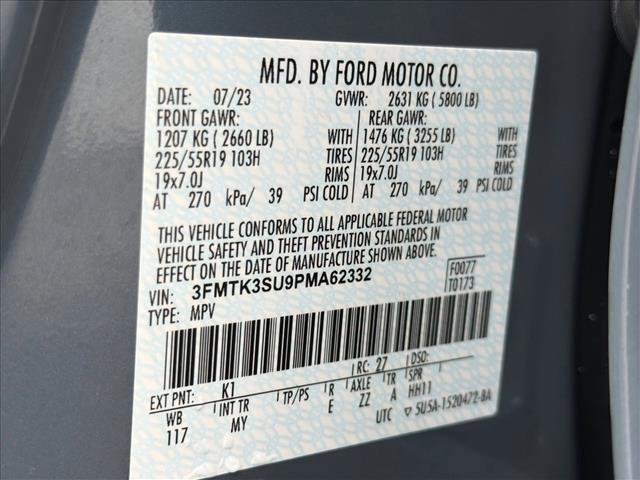 MFD. BY FORD MOTOR CO.
DATE: 07/23 GVWR: 2631 KG ( 5800 LB)
FRONT GAWR: REAR GAWR:
1207 KG ( 2660 LB) WITH 1476 KG ( 3255 LB) WITH
225/55R19 103H TIRES 225/55R19 103H TIRES
19x7.0J RIMS 19x7.0J RIMS
AT 270 kPa/ 39 PSI COLD AT 270 kPa/ 39 PSI COLD
THIS VEHICLE CONFORMS TO ALL APPLICABLE FEDERAL MOTOR
VEHICLE SAFETY AND THEFT PREVENTION STANDARDS IN
EFFECT ON THE DATE OF MANUFACTURE SHOWN ABOVE.
VIN: 3FMTK3SU9PMA62332 F0077
TYPE: MPV T0173
EXT PNT: K1 RC: 27 DSO:
WB INT TR TP/PS R AXLE TR SPR
117 MY E ZZ A HH11
UTC 5U5A-1520472-BA